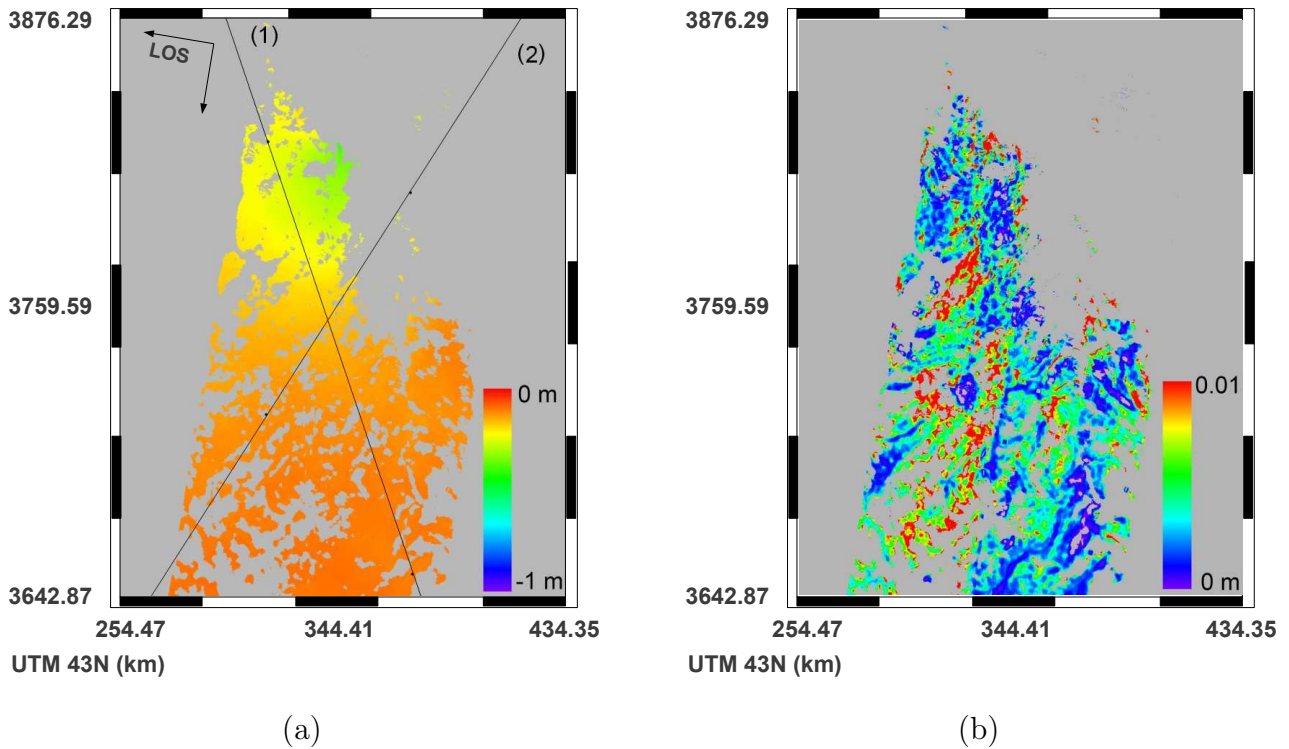 3876.29
(1)
(2)
LOS
3759.59
0 m
-1 m
3642.87
254.47
344.41
434.35
UTM 43N (km)
(a)
3876.29
3759.59
0.01
0 m
3642.87
254.47
344.41
434.35
UTM 43N (km)
(b)